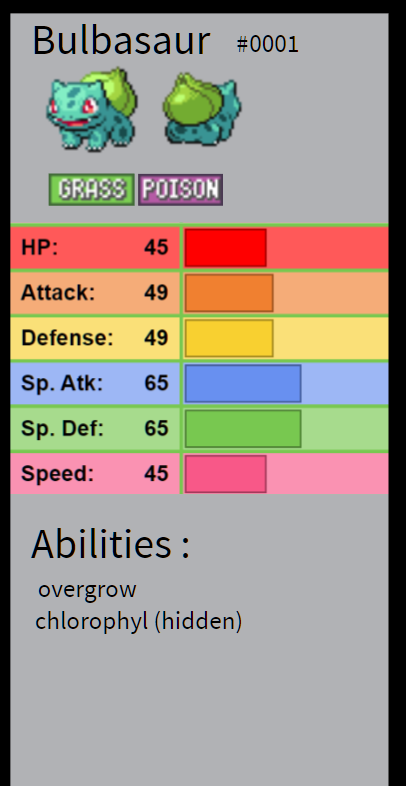 Bulbasaur #0001
GRASS POISON
HP: 45
Attack: 49
Defense: 49
Sp. Atk: 65
Sp. Def: 65
Speed: 45
Abilities :
overgrow
chlorophyl (hidden)